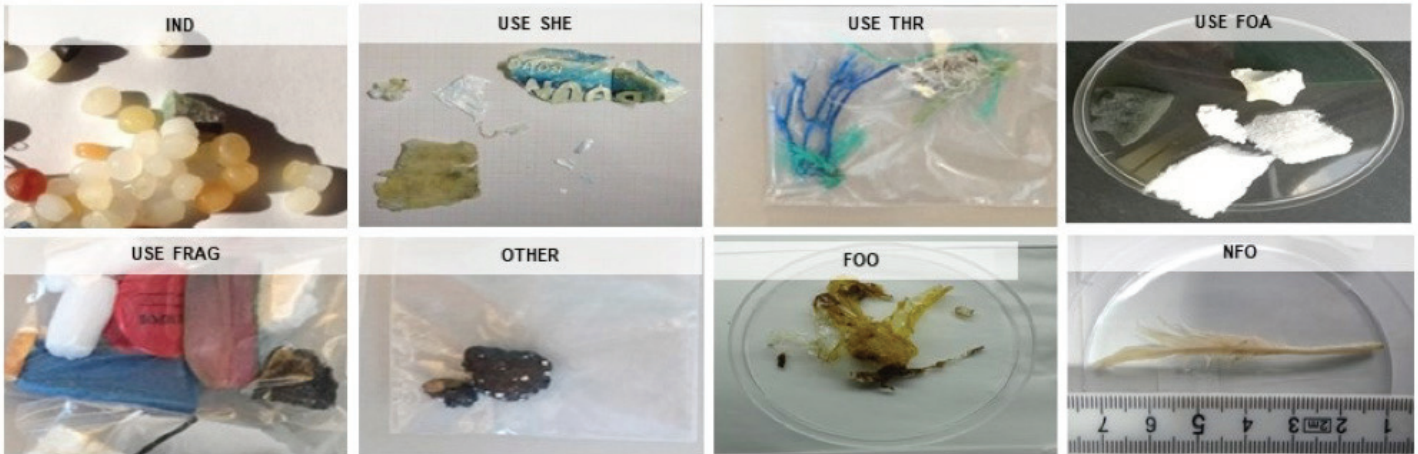 IND
USE SHE
USE THR
USE FOA
USE FRAG
OTHER
FOO
NFO
7 6 5 4 3 2 1